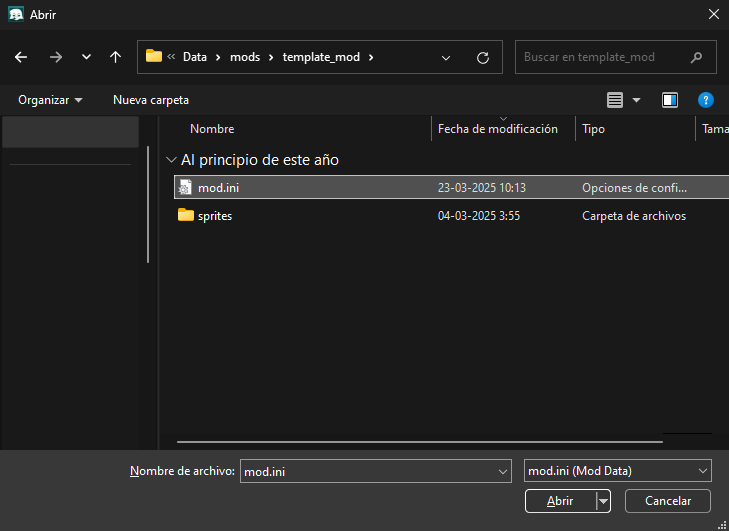 Abrir
« Data › mods › template_mod ›
Buscar en template_mod
Organizar
Nueva carpeta
?
Nombre
Fecha de modificación
Tipo
Tama
Al principio de este año
mod.ini
23-03-2025 10:13
Opciones de confi...
sprites
04-03-2025 3:55
Carpeta de archivos
Nombre de archivo:
mod.ini
mod.ini (Mod Data)
Abrir
Cancelar